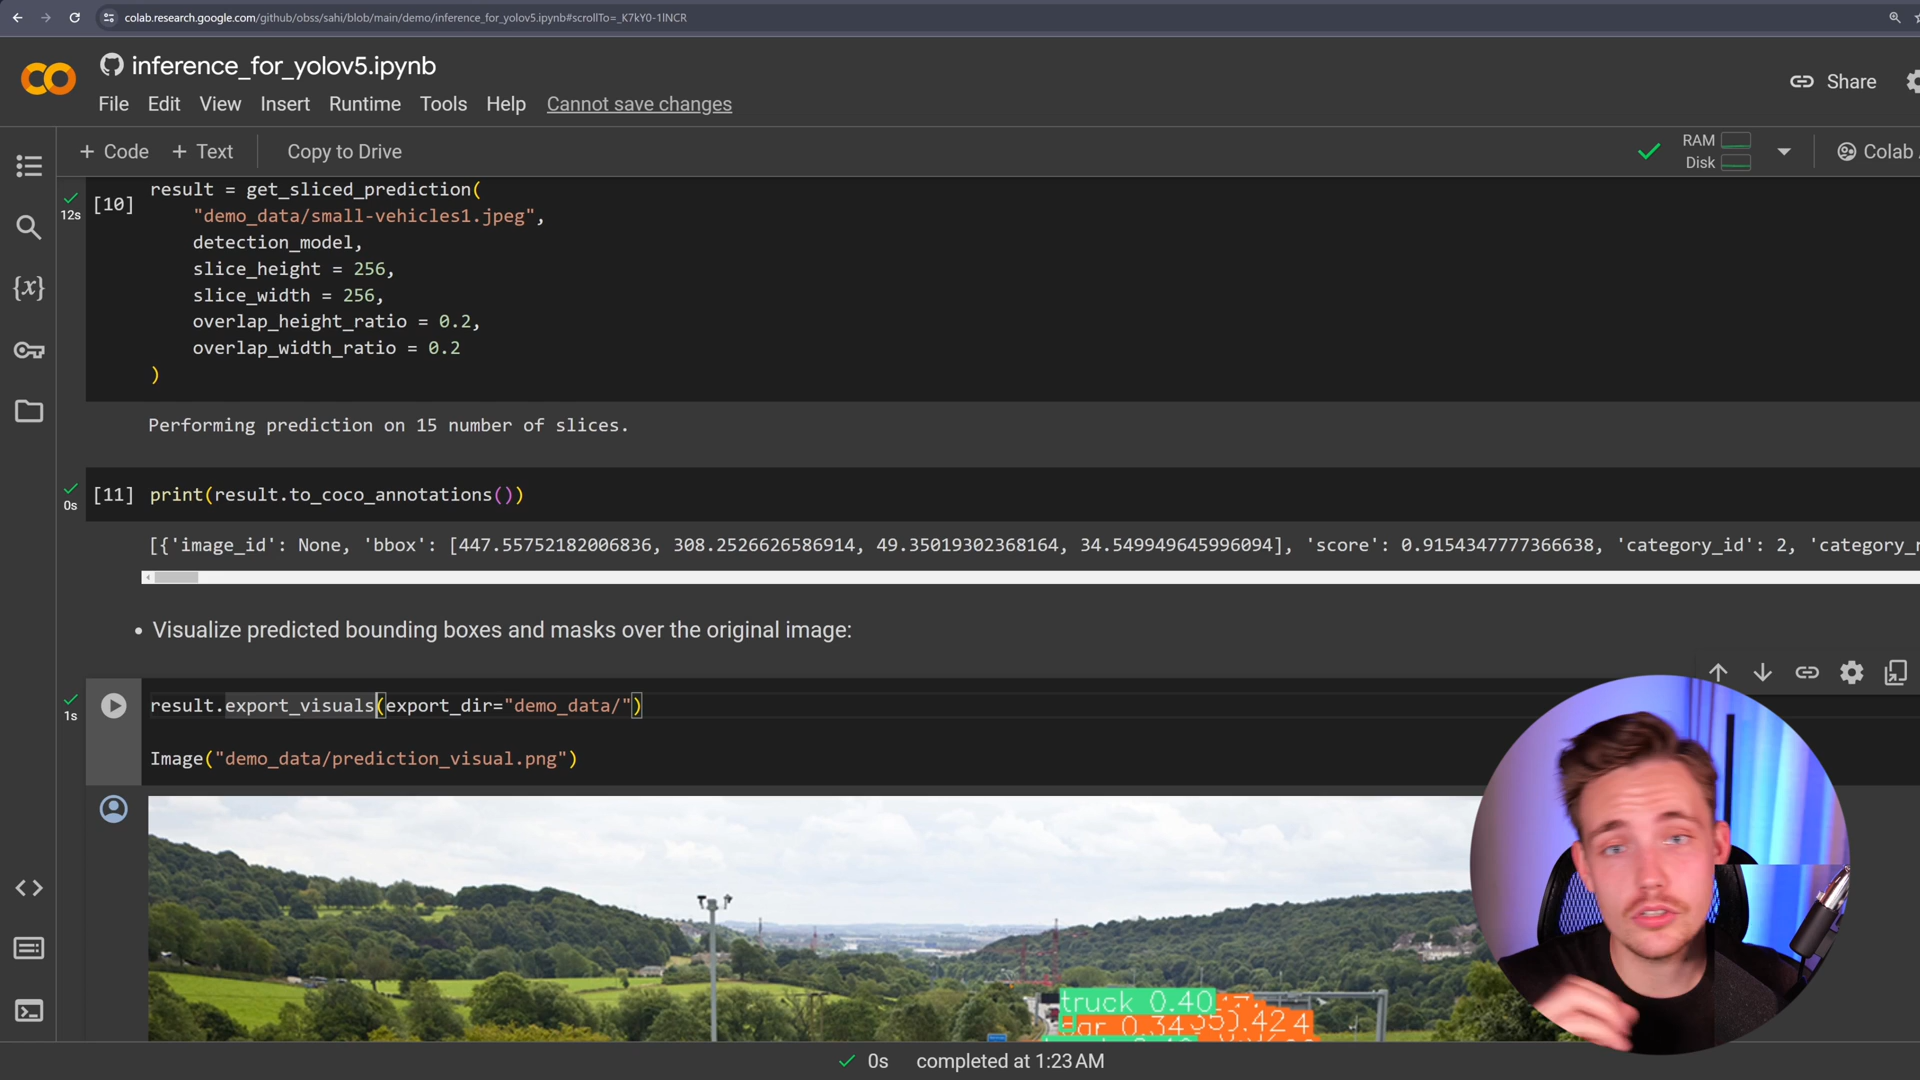 colab.research.google.com/github/obss/sahi/blob/main/demo/inference_for_yolov5.ipynb#scrollTo=_K7kY0-1lNCR
inference_for_yolov5.ipynb
Share
File Edit View Insert Runtime Tools Help Cannot save changes
+ Code + Text Copy to Drive
RAM
Disk
Colab
12s
[10]
result = get_sliced_prediction(
"demo_data/small-vehicles1.jpeg",
detection_model,
slice_height = 256,
slice_width = 256,
overlap_height_ratio = 0.2,
overlap_width_ratio = 0.2
)
Performing prediction on 15 number of slices.
0s
[11] print(result.to_coco_annotations())
[{'image_id': None, 'bbox': [447.55752182006836, 308.2526626586914, 49.35019302368164, 34.549949645996094], 'score': 0.9154347777366638, 'category_id': 2,
• Visualize predicted bounding boxes and masks over the original image:
1s
result.export_visuals(export_dir="demo_data/")
Image("demo_data/prediction_visual.png")
truck 0.40
0.34
0s completed at 1:23 AM